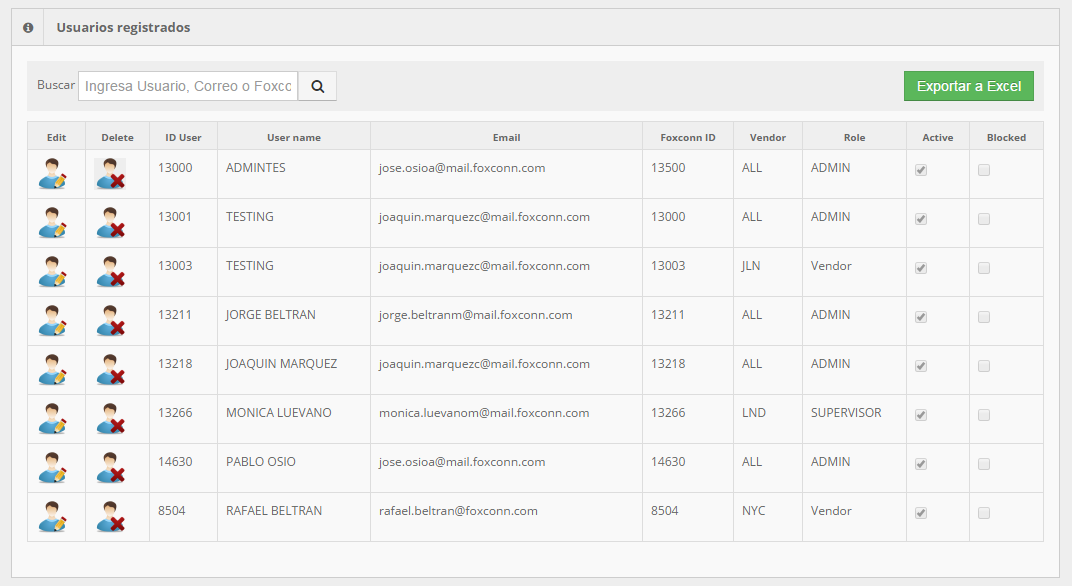 Usuarios registrados
Buscar Ingresa Usuario, Correo o Foxcc Exportar a Excel
Edit Delete ID User User name Email Foxconn ID Vendor Role Active Blocked
13000 ADMINTES jose.osioa@mail.foxconn.com 13500 ALL ADMIN
13001 TESTING joaquin.marquezc@mail.foxconn.com 13000 ALL ADMIN
13003 TESTING joaquin.marquezc@mail.foxconn.com 13003 JLN Vendor
13211 JORGE BELTRAN jorge.beltranm@mail.foxconn.com 13211 ALL ADMIN
13218 JOAQUIN MARQUEZ joaquin.marquezc@mail.foxconn.com 13218 ALL ADMIN
13266 MONICA LUEVANO monica.luevanom@mail.foxconn.com 13266 LND SUPERVISOR
14630 PABLO OSIO jose.osioa@mail.foxconn.com 14630 ALL ADMIN
8504 RAFAEL BELTRAN rafael.beltran@foxconn.com 8504 NYC Vendor